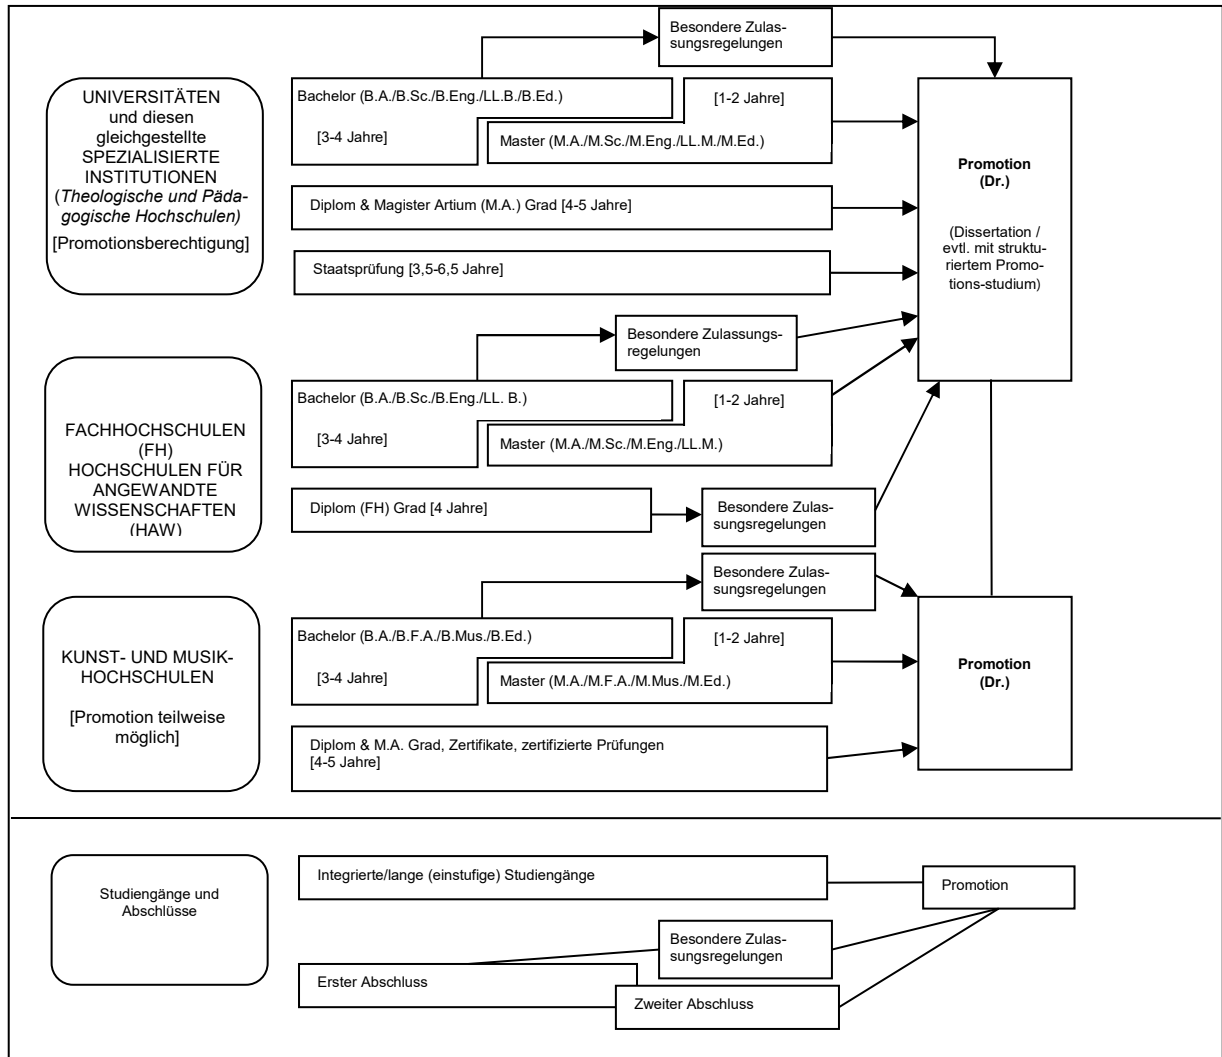 Besondere Zulas-
sungsregelungen
UNIVERSITÄTEN
und diesen
gleichgestellte
SPEZIALISIERTE
INSTITUTIONEN
(Theologische und Päda-
gogische Hochschulen)
[Promotionsberechtigung]
Bachelor (B.A./B.Sc./B.Eng./LL.B./B.Ed.)
[3-4 Jahre]
[1-2 Jahre]
Master (M.A./M.Sc./M.Eng./LL.M./M.Ed.)
Diplom & Magister Artium (M.A.) Grad [4-5 Jahre]
Staatsprüfung [3,5-6,5 Jahre]
Promotion
(Dr.)
(Dissertation /
evtl. mit struktu-
riertem Promo-
tions-studium)
Besondere Zulassungs-
regelungen
FACHHOCHSCHULEN
(FH)
HOCHSCHULEN FÜR
ANGEWANDTE
WISSENSCHAFTEN
(HAW)
Bachelor (B.A./B.Sc./B.Eng./LL. B.)
[3-4 Jahre]
[1-2 Jahre]
Master (M.A./M.Sc./M.Eng./LL.M.)
Diplom (FH) Grad [4 Jahre]
Besondere Zulas-
sungsregelungen
Besondere Zulas-
sungsregelungen
KUNST- UND MUSIK-
HOCHSCHULEN
[Promotion teilweise
möglich]
Bachelor (B.A./B.F.A./B.Mus./B.Ed.)
[3-4 Jahre]
[1-2 Jahre]
Master (M.A./M.F.A./M.Mus./M.Ed.)
Diplom & M.A. Grad, Zertifikate, zertifizierte Prüfungen
[4-5 Jahre]
Promotion
(Dr.)
Studiengänge und
Abschlüsse
Integrierte/lange (einstufige) Studiengänge
Promotion
Besondere Zulas-
sungsregelungen
Erster Abschluss
Zweiter Abschluss